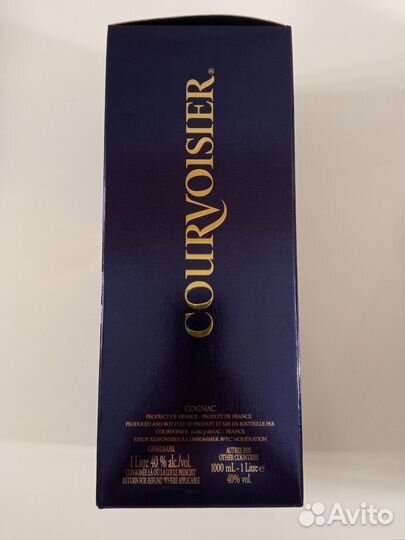 COURVOISIER®
COGNAC
PRODUCT OF FRANCE - PRODUIT DE FRANCE
PRODUCED AND BOTTLED BY/PRODUIT ET MIS EN BOUTEILLE PAR
COURVOISIER 16200 JARNAC - FRANCE
ENJOY RESPONSIBLY/À CONSOMMER AVEC MODÉRATION
CANADA/USA
1 Litre 40 % alc./vol.
CONSIGNÉE LÀ OÙ LA LOI LE PRESCRIT
RETURN FOR REFUND WHERE APPLICABLE
AUTRES PAYS
OTHER COUNTRIES
1000 mL - 1 Litre ℮
40% vol.
Avito